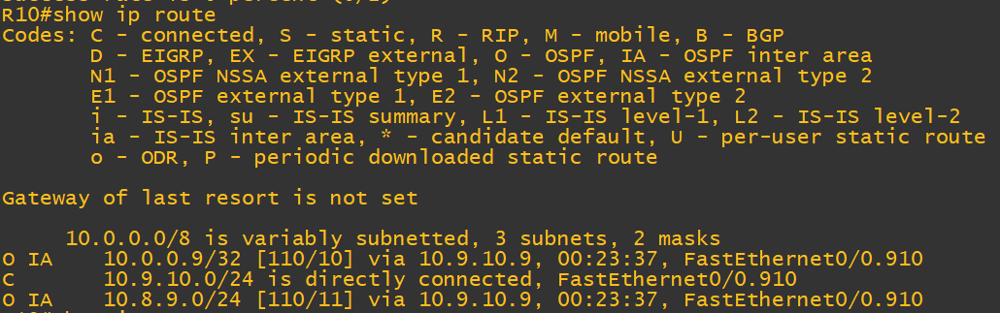 R10#show ip route
Codes: C - connected, S - static, R - RIP, M - mobile, B - BGP
D - EIGRP, EX - EIGRP external, O - OSPF, IA - OSPF inter area
N1 - OSPF NSSA external type 1, N2 - OSPF NSSA external type 2
E1 - OSPF external type 1, E2 - OSPF external type 2
i - IS-IS, su - IS-IS summary, L1 - IS-IS level-1, L2 - IS-IS level-2
ia - IS-IS inter area, * - candidate default, U - per-user static route
o - ODR, P - periodic downloaded static route
Gateway of last resort is not set
10.0.0.0/8 is variably subnetted, 3 subnets, 2 masks
O IA 10.0.0.9/32 [110/10] via 10.9.10.9, 00:23:37, FastEthernet0/0.910
C 10.9.10.0/24 is directly connected, FastEthernet0/0.910
O IA 10.8.9.0/24 [110/11] via 10.9.10.9, 00:23:37, FastEthernet0/0.910